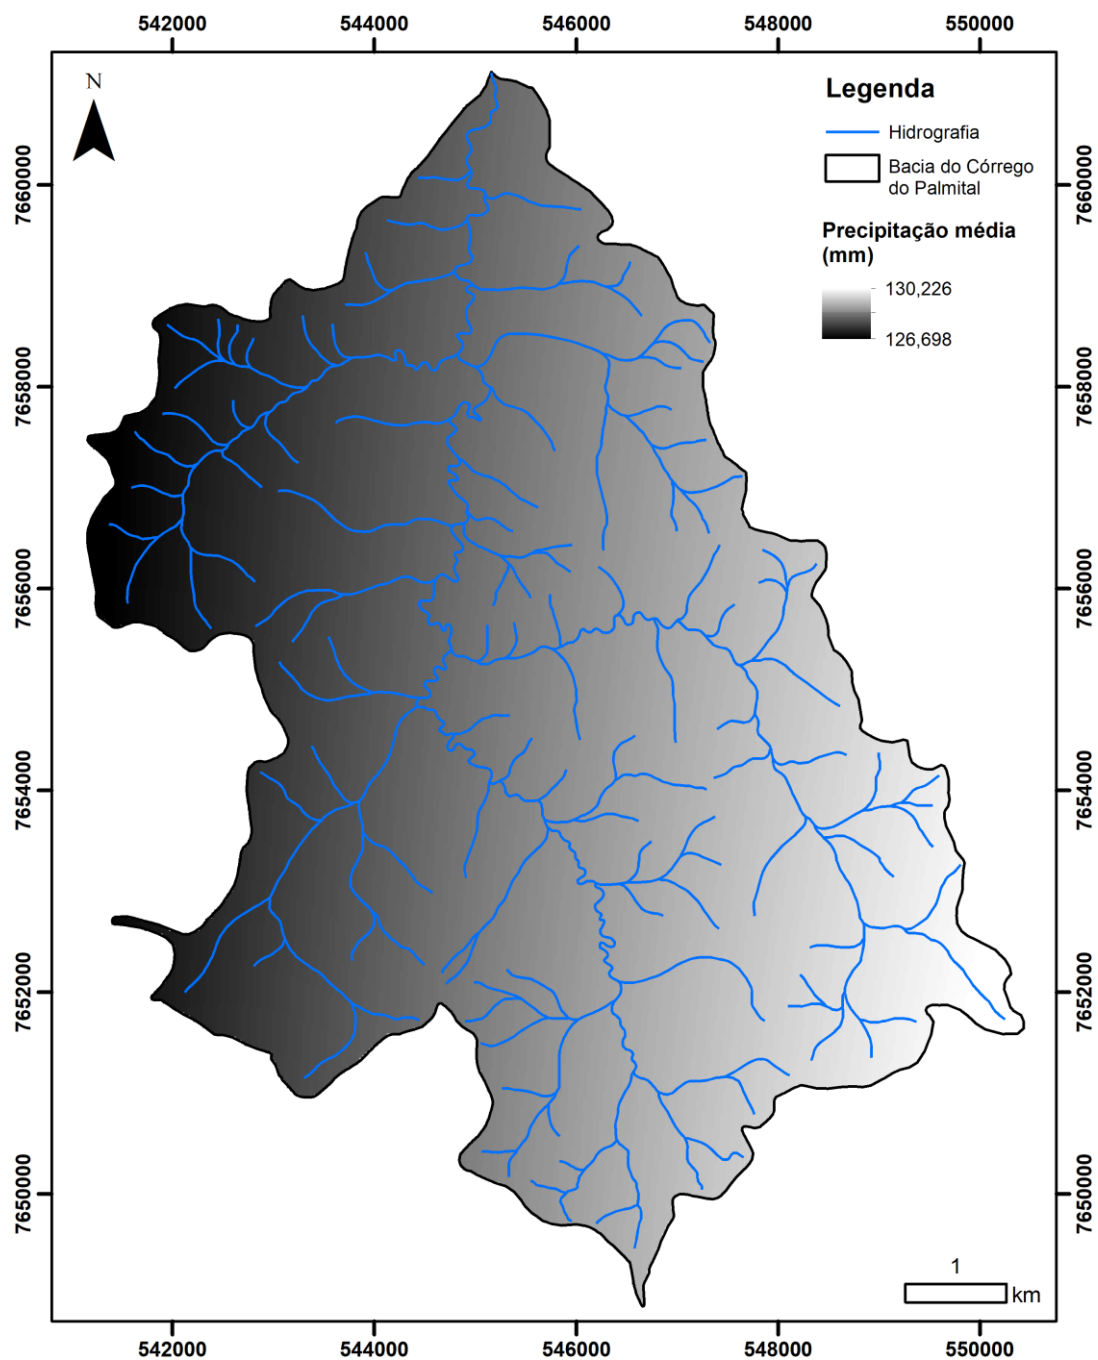 542000 544000 546000 548000 550000
N
Legenda
Hidrografia
Bacia do Córrego
do Palmital
Precipitação média
(mm)
130,226
126,698
7660000 7660000
7658000 7658000
7656000 7656000
7654000 7654000
7652000 7652000
7650000 7650000
1
km
542000 544000 546000 548000 550000